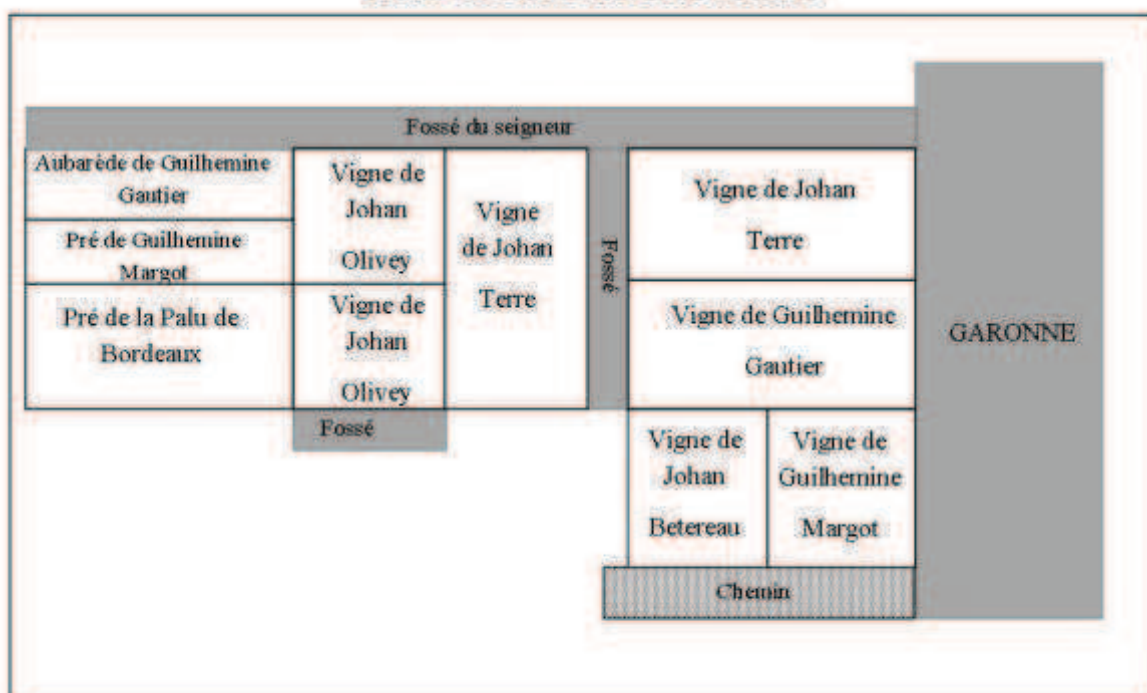 Fossé du seigneur
Aubarède de Guilhemine
Gautier
Pré de Guilhemine
Margot
Pré de la Palu de
Bordeaux
Vigne de
Johan
Olivey
Vigne de
Johan
Olivey
Fossé
Vigne
de Johan
Terre
Fossé
Vigne de Johan
Terre
Vigne de Guilhemine
Gautier
Vigne de
Johan
Betereau
Vigne de
Guilhemine
Margot
Chemin
GARONNE